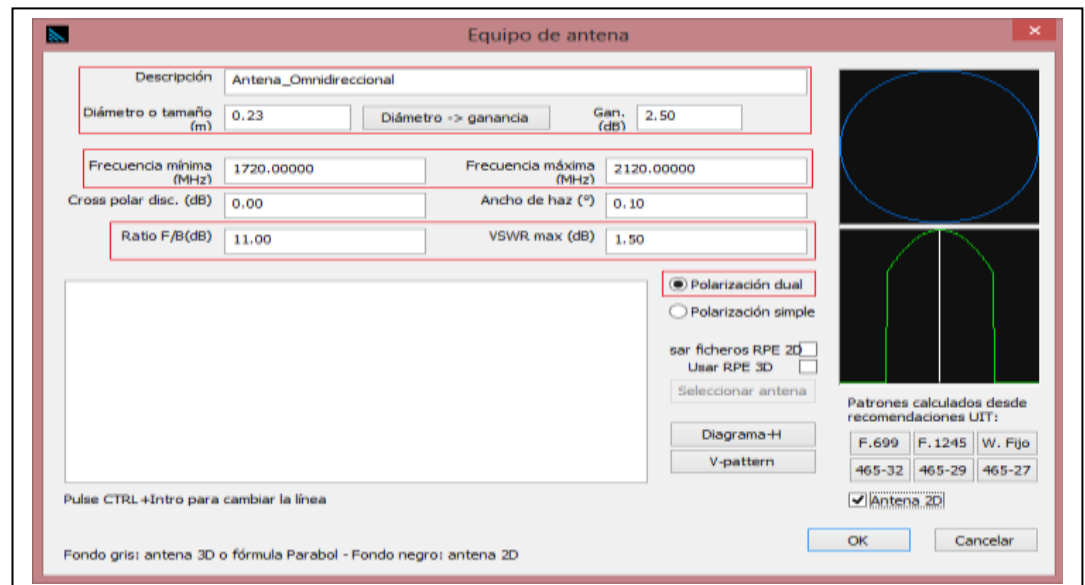 Equipo de antena
Descripción Antena_Omnidireccional
Diámetro o tamaño (m) 0.23 Diámetro -> ganancia Gan. (dB) 2.50
Frecuencia mínima (MHz) 1720.00000 Frecuencia máxima (MHz) 2120.00000
Cross polar disc. (dB) 0.00 Ancho de haz (º) 0.10
Ratio F/B(dB) 11.00 VSWR max (dB) 1.50
Polarización dual
Polarización simple
sar ficheros RPE 2D
Usar RPE 3D
Seleccionar antena
Diagrama-H
V-pattern
Patrones calculados desde
recomendaciones UIT:
F.699 F.1245 W. Fijo
465-32 465-29 465-27
Antena 2D
Pulse CTRL+Intro para cambiar la línea
OK Cancelar
Fondo gris: antena 3D o fórmula Parabol - Fondo negro: antena 2D